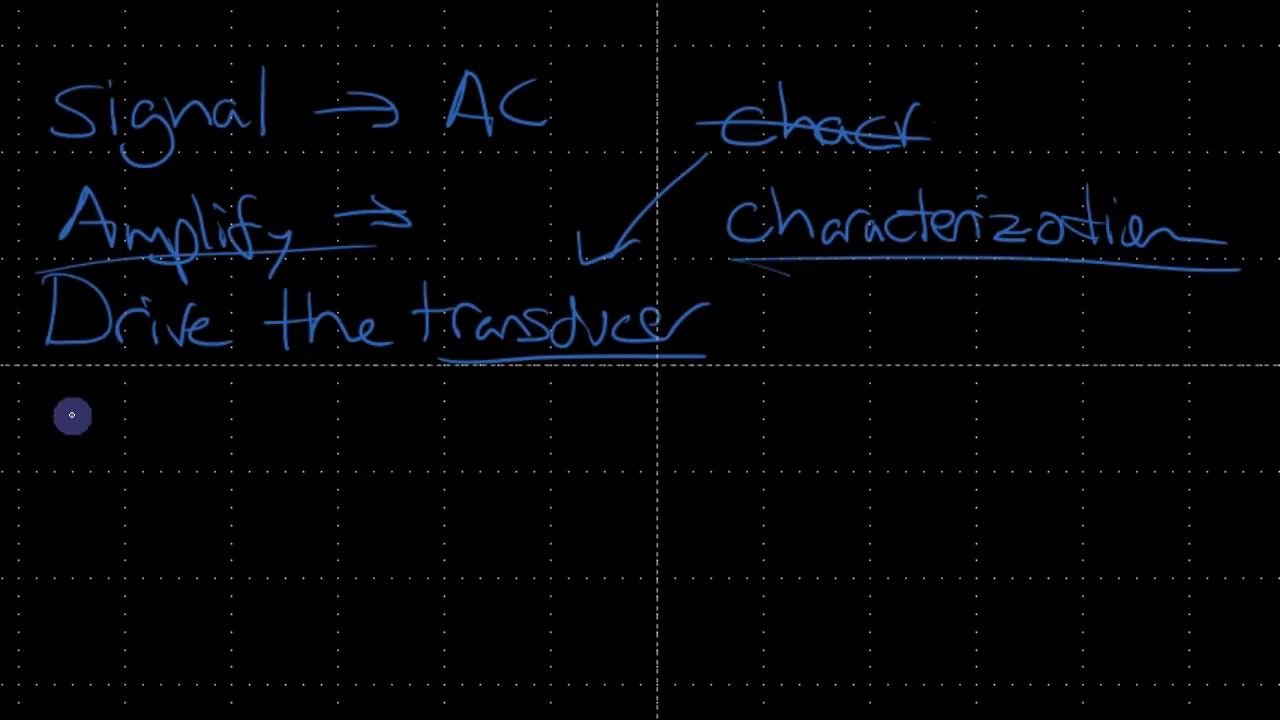 Signal → AC
Amplify →
Drive the transducer
chacr
characterization